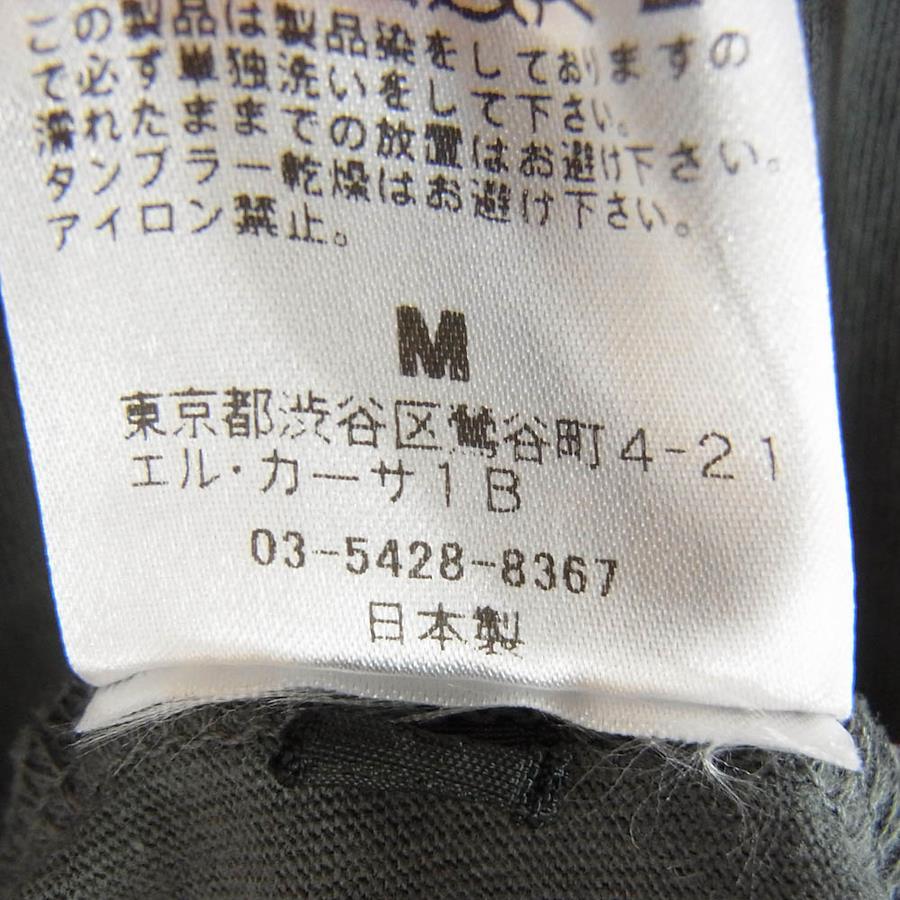 この製品は製品染をしておりますの
で必ず単独洗いをして下さい。
濡れたままでの放置はお避け下さい。
タンブラー乾燥はお避け下さい。
アイロン禁止。
M
東京都渋谷区鶯谷町4-21
エル・カーサ1B
03-5428-8367
日本製